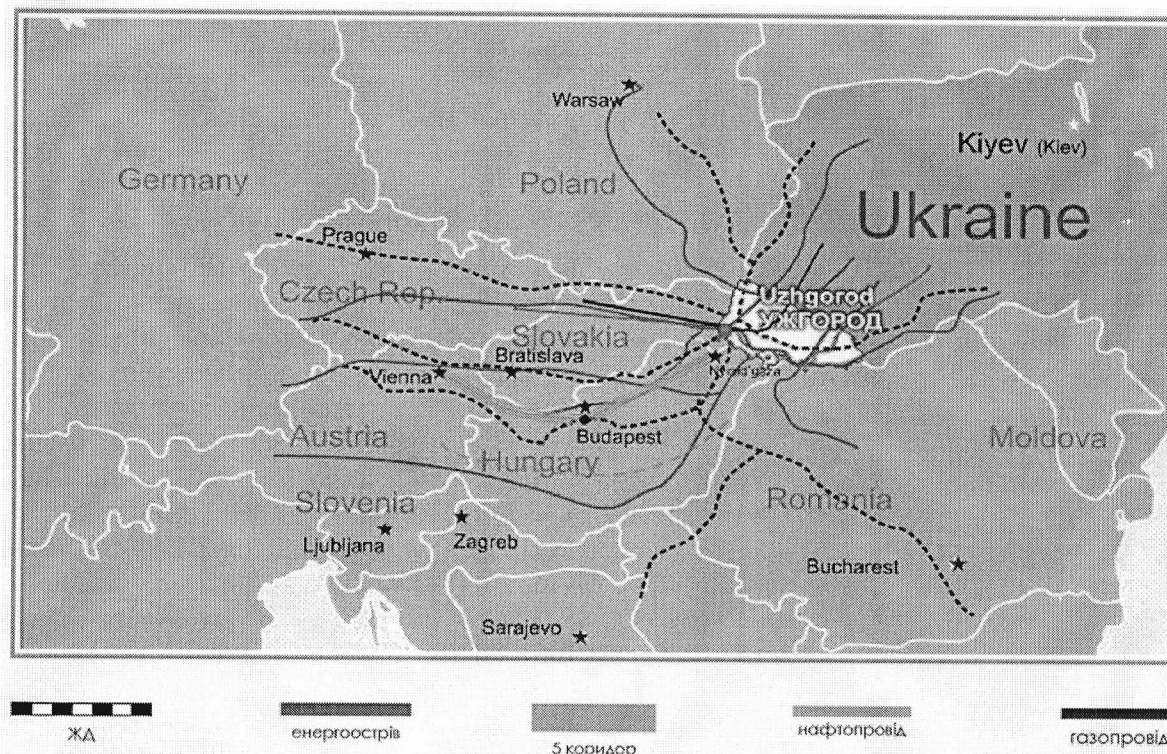 Warsaw
Kiyev (Kiev)
Germany
Poland
Ukraine
Prague
Uzhgorod
Czech Rep.
УЖГОРОД
Slovakia
Bratislava
Vienna
Budapest
Austria
Hungary
Moldova
Slovenia
Romania
Ljubljana
Zagreb
Bucharest
Sarajevo
ЖД
енергоострів
5 коридор
нафтопровід
газопровід